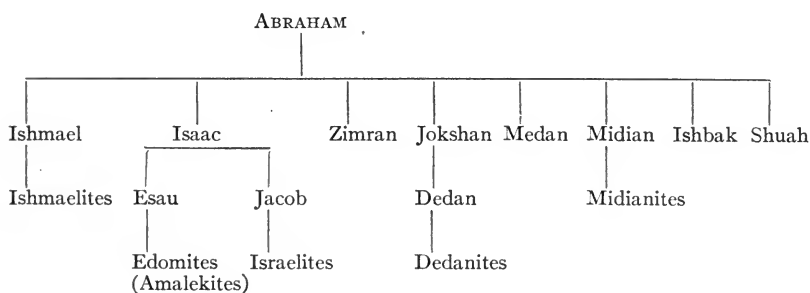 ABRAHAM
Ishmael Isaac Zimran Jokshan Medan Midian Ishbak Shuah
Ishmaelites Esau Jacob Dedan Midianites
Edomites Israelites Dedanites
(Amalekites)